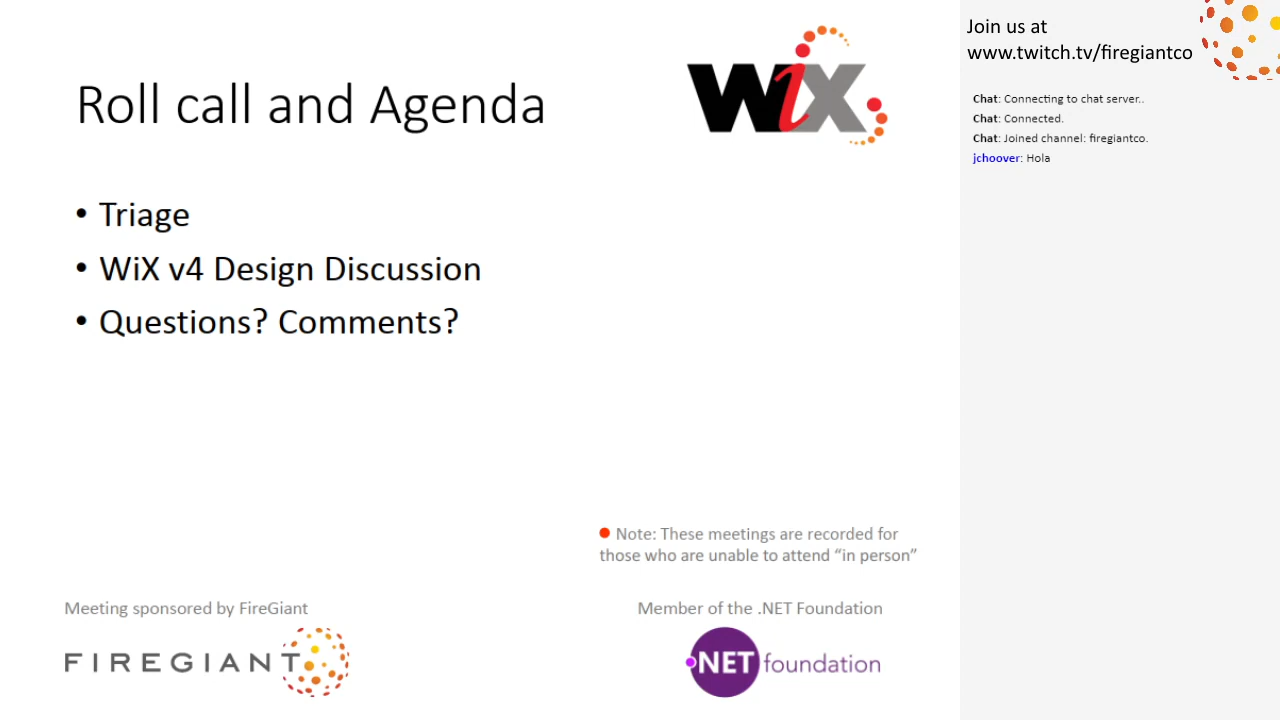 Roll call and Agenda
WiX
• Triage
• WiX v4 Design Discussion
• Questions? Comments?
Note: These meetings are recorded for
those who are unable to attend “in person”
Meeting sponsored by FireGiant
FIREGIANT
Member of the .NET Foundation
.NET foundation
Join us at
www.twitch.tv/firegiantco
Chat: Connecting to chat server..
Chat: Connected.
Chat: Joined channel: firegiantco.
jchoover: Hola